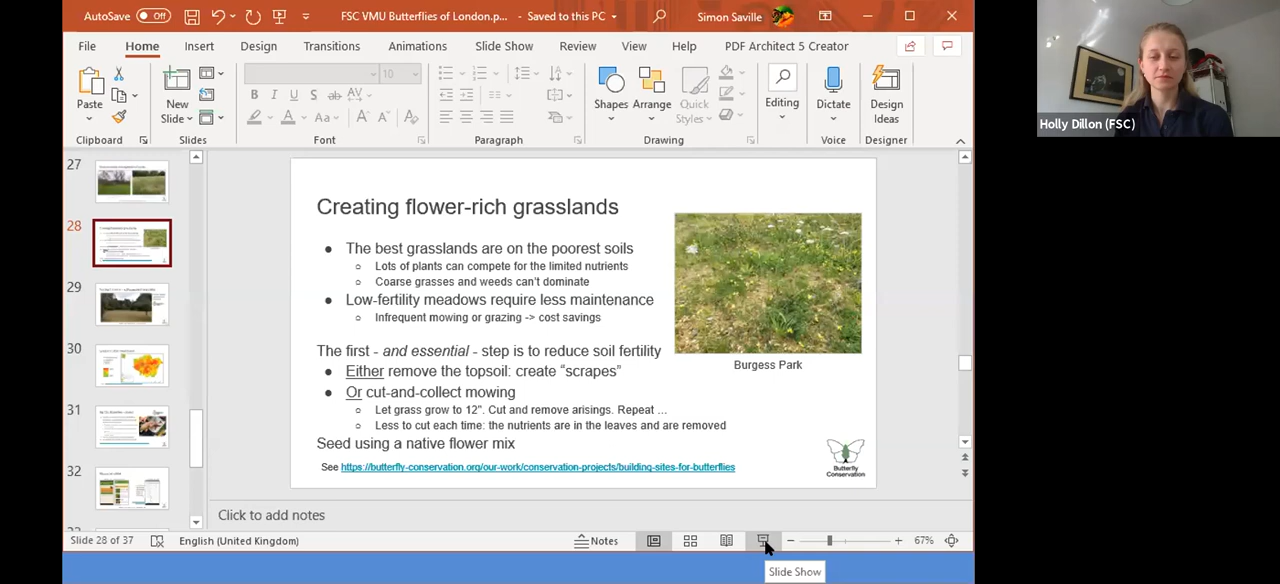 AutoSave Off FSC VMU Butterflies of London.p... - Saved to this PC Simon Saville
File Home Insert Design Transitions Animations Slide Show Review View Help PDF Architect 5 Creator
10
Paste New Slide Shapes Arrange Quick Styles Editing Dictate Design Ideas
Clipboard Slides Font Paragraph Drawing Voice Designer
Holly Dillon (FSC)
27
28
29
30
31
32
Creating flower-rich grasslands
● The best grasslands are on the poorest soils
○ Lots of plants can compete for the limited nutrients
○ Coarse grasses and weeds can't dominate
● Low-fertility meadows require less maintenance
○ Infrequent mowing or grazing -> cost savings
Burgess Park
The first - and essential - step is to reduce soil fertility
● Either remove the topsoil: create “scrapes”
● Or cut-and-collect mowing
○ Let grass grow to 12". Cut and remove arisings. Repeat ...
○ Less to cut each time: the nutrients are in the leaves and are removed
Seed using a native flower mix
See https://butterfly-conservation.org/our-work/conservation-projects/building-sites-for-butterflies
Butterfly
Conservation
Click to add notes
Slide 28 of 37 English (United Kingdom) Notes 67%
Slide Show